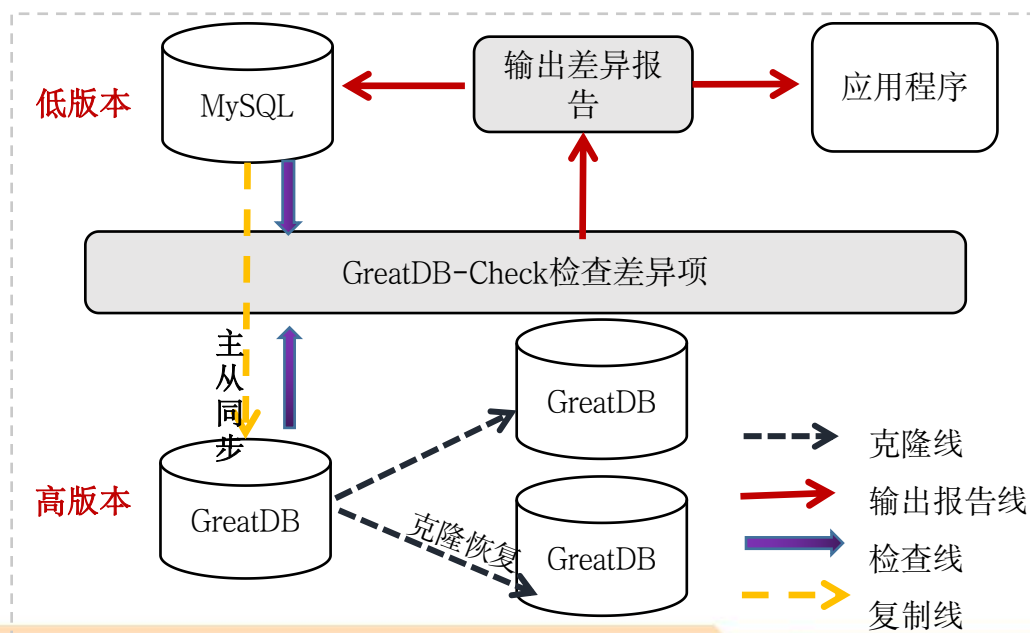 低版本
MySQL
输出差异报
告
应用程序
GreatDB-Check检查差异项
主
从
同
步
高版本
GreatDB
GreatDB
克隆恢复
GreatDB
克隆线
输出报告线
检查线
复制线